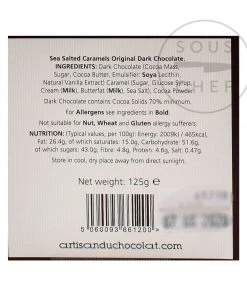 SOUS
CHEF
Sea Salted Caramels Original Dark Chocolate.
INGREDIENTS: Dark Chocolate (Cocoa Mass,
Sugar, Cocoa Butter, Emulsifier: Soya Lecithin,
Natural Vanilla Extract) Caramel (Sugar, Glucose Syrup,
Cream (Milk), Butterfat (Milk), Sea Salt), Cocoa Powder)
Dark Chocolate contains Cocoa Solids 70% minimum.
For Allergens see ingredients in Bold.
Not suitable for Nut, Wheat and Gluten allergy sufferers.
NUTRITION: (Typical values, per 100g): Energy: 2009kJ / 465kcal,
Fat: 26.4g, of which saturates: 15.0g, Carbohydrate: 51.6g,
of which sugars: 43.0g, Fibre: 4.8g, Protein: 4.6g, Salt: 0.47g.
Store in cool, dry place away from direct sunlight.
Net weight: 125g
5 060093 661200 >
artisanduchocolat.com